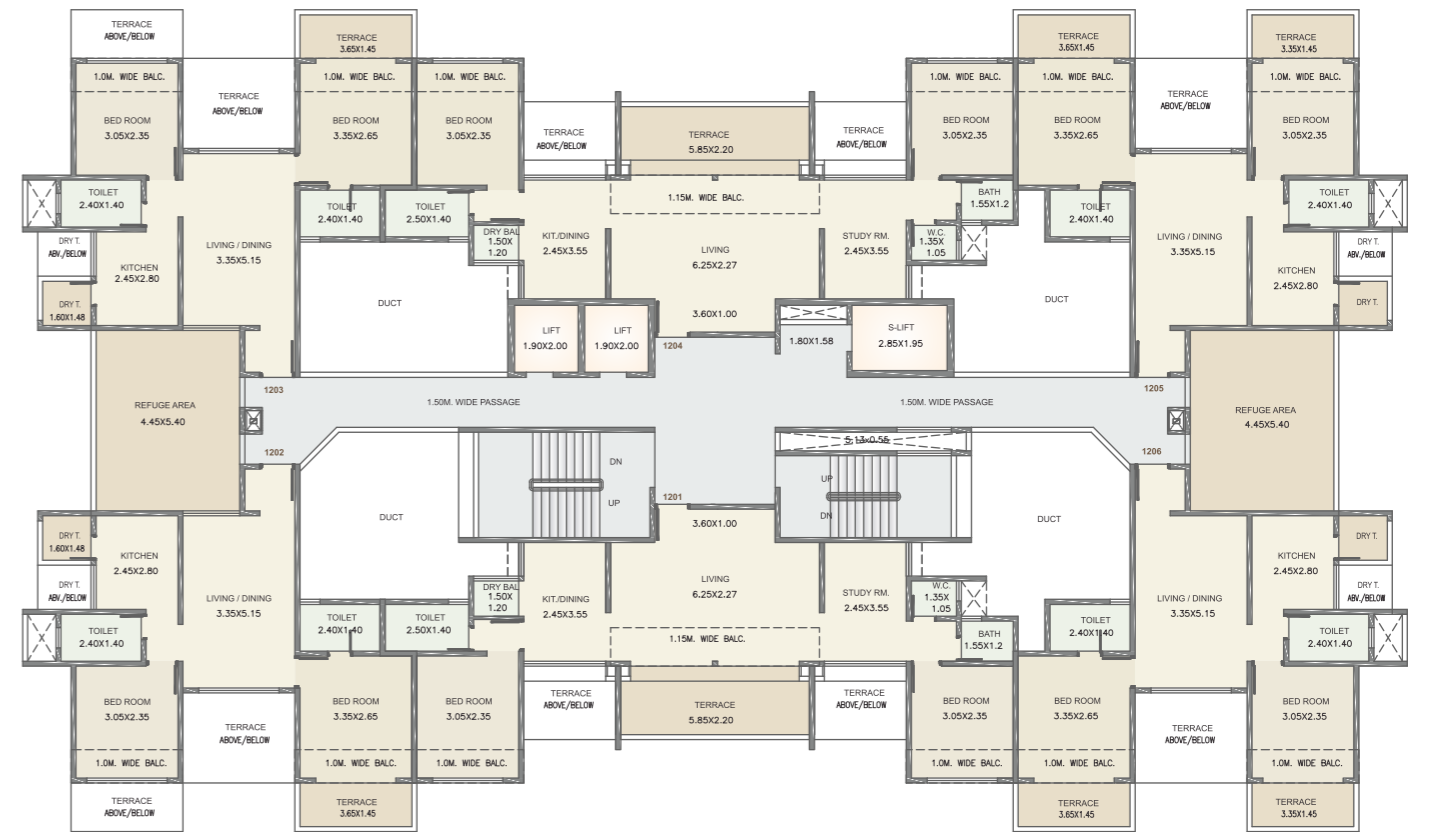 TERRACE
ABOVE/BELOW
TERRACE
3.65X1.45
TERRACE
3.65X1.45
TERRACE
3.35X1.45
1.0M. WIDE BALC.
1.0M. WIDE BALC.
1.0M. WIDE BALC.
1.0M. WIDE BALC.
1.0M. WIDE BALC.
1.0M. WIDE BALC.
TERRACE
ABOVE/BELOW
TERRACE
ABOVE/BELOW
BED ROOM
3.05X2.35
BED ROOM
3.35X2.65
BED ROOM
3.05X2.35
TERRACE
ABOVE/BELOW
TERRACE
5.85X2.20
TERRACE
ABOVE/BELOW
BED ROOM
3.05X2.35
BED ROOM
3.35X2.65
BED ROOM
3.05X2.35
TOILET
2.40X1.40
TOILET
2.40X1.40
TOILET
2.50X1.40
1.15M. WIDE BALC.
BATH
1.55X1.2
TOILET
2.40X1.40
TOILET
2.40X1.40
DRY T.
ABV./BELOW
LIVING / DINING
3.35X5.15
DRY BAL
1.50X
1.20
KIT./DINING
2.45X3.55
LIVING
6.25X2.27
STUDY RM.
2.45X3.55
W.C.
1.35X
1.05
LIVING / DINING
3.35X5.15
DRY T.
ABV./BELOW
KITCHEN
2.45X2.80
KITCHEN
2.45X2.80
DRY T.
1.60X1.48
DUCT
3.60X1.00
DUCT
DRY T.
LIFT
1.90X2.00
LIFT
1.90X2.00
1204
1.80X1.58
S-LIFT
2.85X1.95
1203
1205
REFUGE AREA
4.45X5.40
1.50M. WIDE PASSAGE
1.50M. WIDE PASSAGE
REFUGE AREA
4.45X5.40
5.13x0.55
1202
1206
DN
UP
UP
DN
1201
DUCT
3.60X1.00
DUCT
DRY T.
1.60X1.48
DRY T.
KITCHEN
2.45X2.80
KITCHEN
2.45X2.80
DRY T.
ABV./BELOW
LIVING / DINING
3.35X5.15
DRY BAL
1.50X
1.20
KIT./DINING
2.45X3.55
LIVING
6.25X2.27
STUDY RM.
2.45X3.55
W.C.
1.35X
1.05
LIVING / DINING
3.35X5.15
DRY T.
ABV./BELOW
TOILET
2.40X1.40
TOILET
2.40X1.40
TOILET
2.50X1.40
1.15M. WIDE BALC.
BATH
1.55X1.2
TOILET
2.40X1.40
TOILET
2.40X1.40
BED ROOM
3.05X2.35
BED ROOM
3.35X2.65
BED ROOM
3.05X2.35
TERRACE
ABOVE/BELOW
TERRACE
5.85X2.20
TERRACE
ABOVE/BELOW
BED ROOM
3.05X2.35
BED ROOM
3.35X2.65
BED ROOM
3.05X2.35
TERRACE
ABOVE/BELOW
TERRACE
ABOVE/BELOW
1.0M. WIDE BALC.
1.0M. WIDE BALC.
1.0M. WIDE BALC.
1.0M. WIDE BALC.
1.0M. WIDE BALC.
1.0M. WIDE BALC.
TERRACE
ABOVE/BELOW
TERRACE
3.65X1.45
TERRACE
3.65X1.45
TERRACE
3.35X1.45